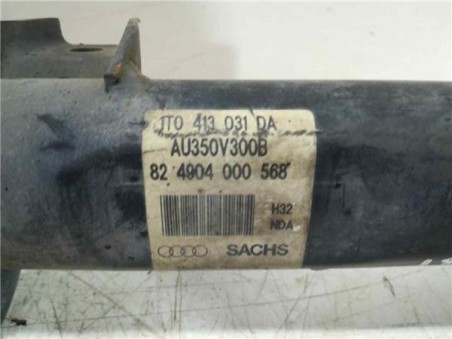 1T0 413 031 DA
AU350V300B
82 4904 000 568
H32
NDA
SACHS